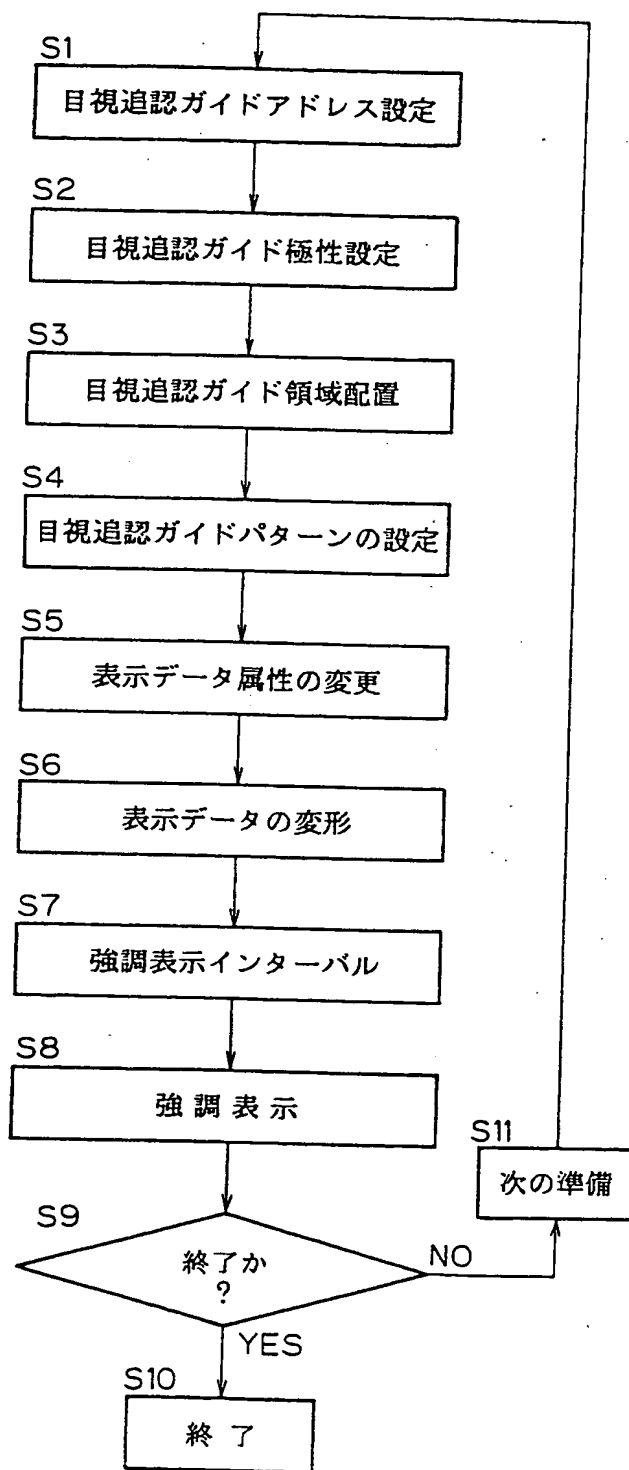 S1
目視追認ガイドアドレス設定
S2
目視追認ガイド極性設定
S3
目視追認ガイド領域配置
S4
目視追認ガイドパターンの設定
S5
表示データ属性の変更
S6
表示データの変形
S7
強調表示インターバル
S8
強調表示
S11
次の準備
S9
終了か
?
NO
YES
S10
終了